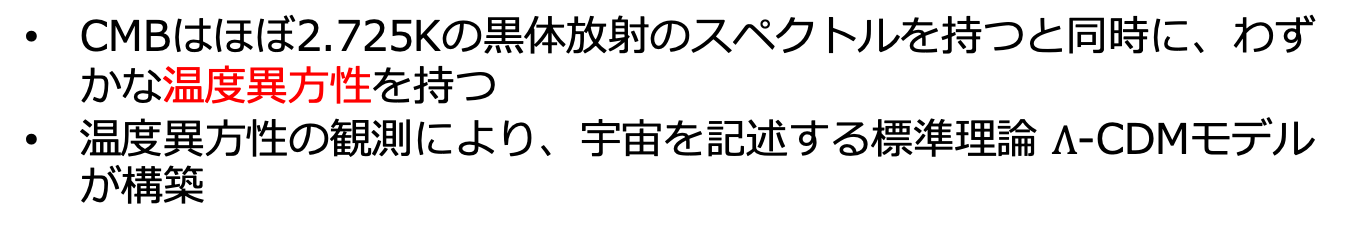 • CMBはほぼ2.725Kの黒体放射のスペクトルを持つと同時に、わず
かな温度異方性を持つ
• 温度異方性の観測により、宇宙を記述する標準理論 Λ-CDMモデル
が構築